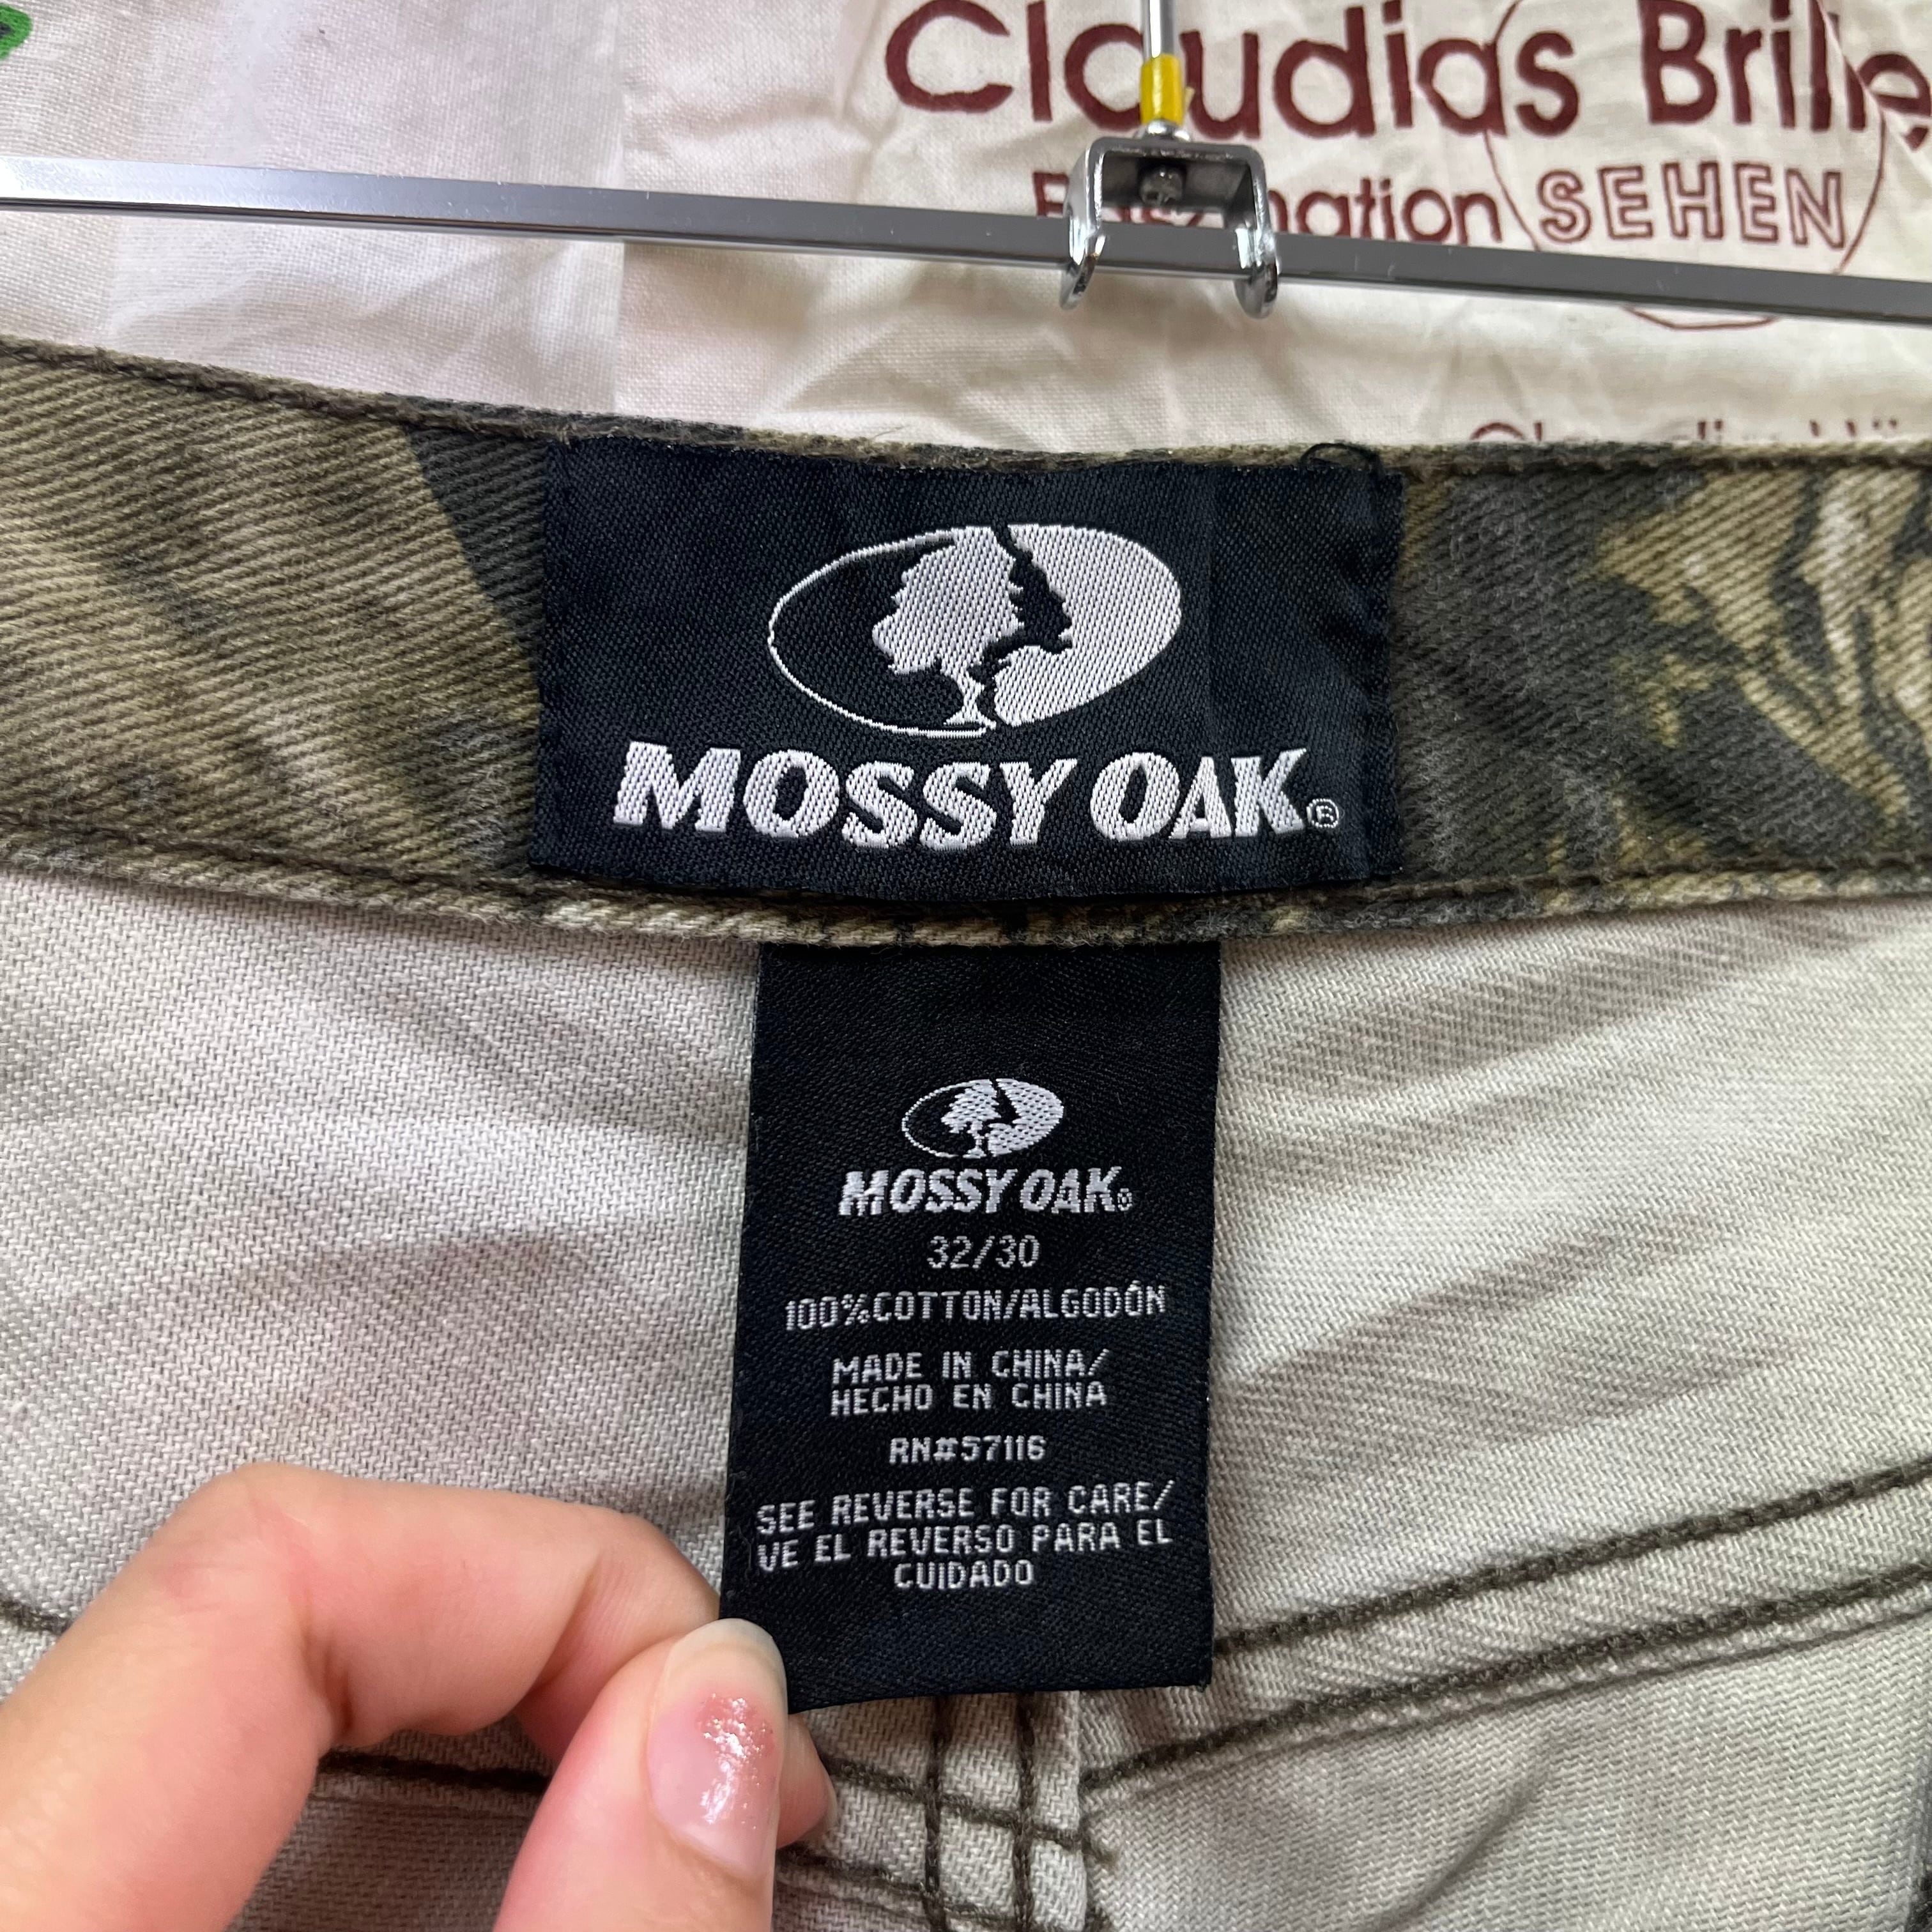 Claudias Brille
Faszination SEHEN
MOSSY OAK®
MOSSY OAK®
32/30
100%COTTON/ALGODÓN
MADE IN CHINA/
HECHO EN CHINA
RN#57116
SEE REVERSE FOR CARE/
VE EL REVERSO PARA EL
CUIDADO